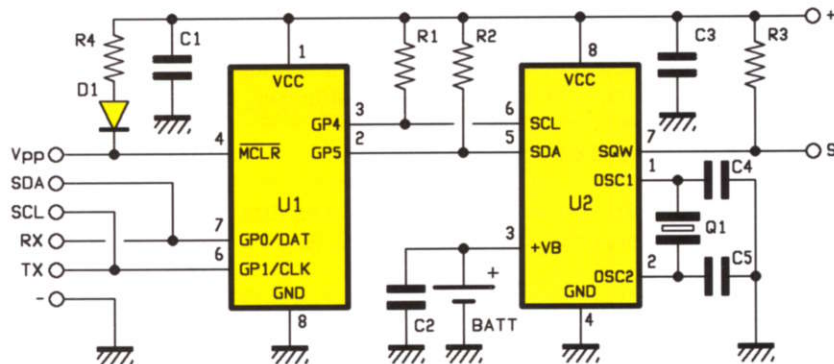 +
R4
C1
R1
R2
C3
R3
D1
1
VCC
8
VCC
3
GP4
6
SCL
Vpp
4
MCLR
2
GP5
5
SDA
7
SQW
S
SDA
1
OSC1
C4
SCL
U1
U2
Q1
RX
7
GP0/DAT
3
+VB
TX
6
GP1/CLK
+
2
OSC2
C5
-
GND
GND
8
C2
BATT
4